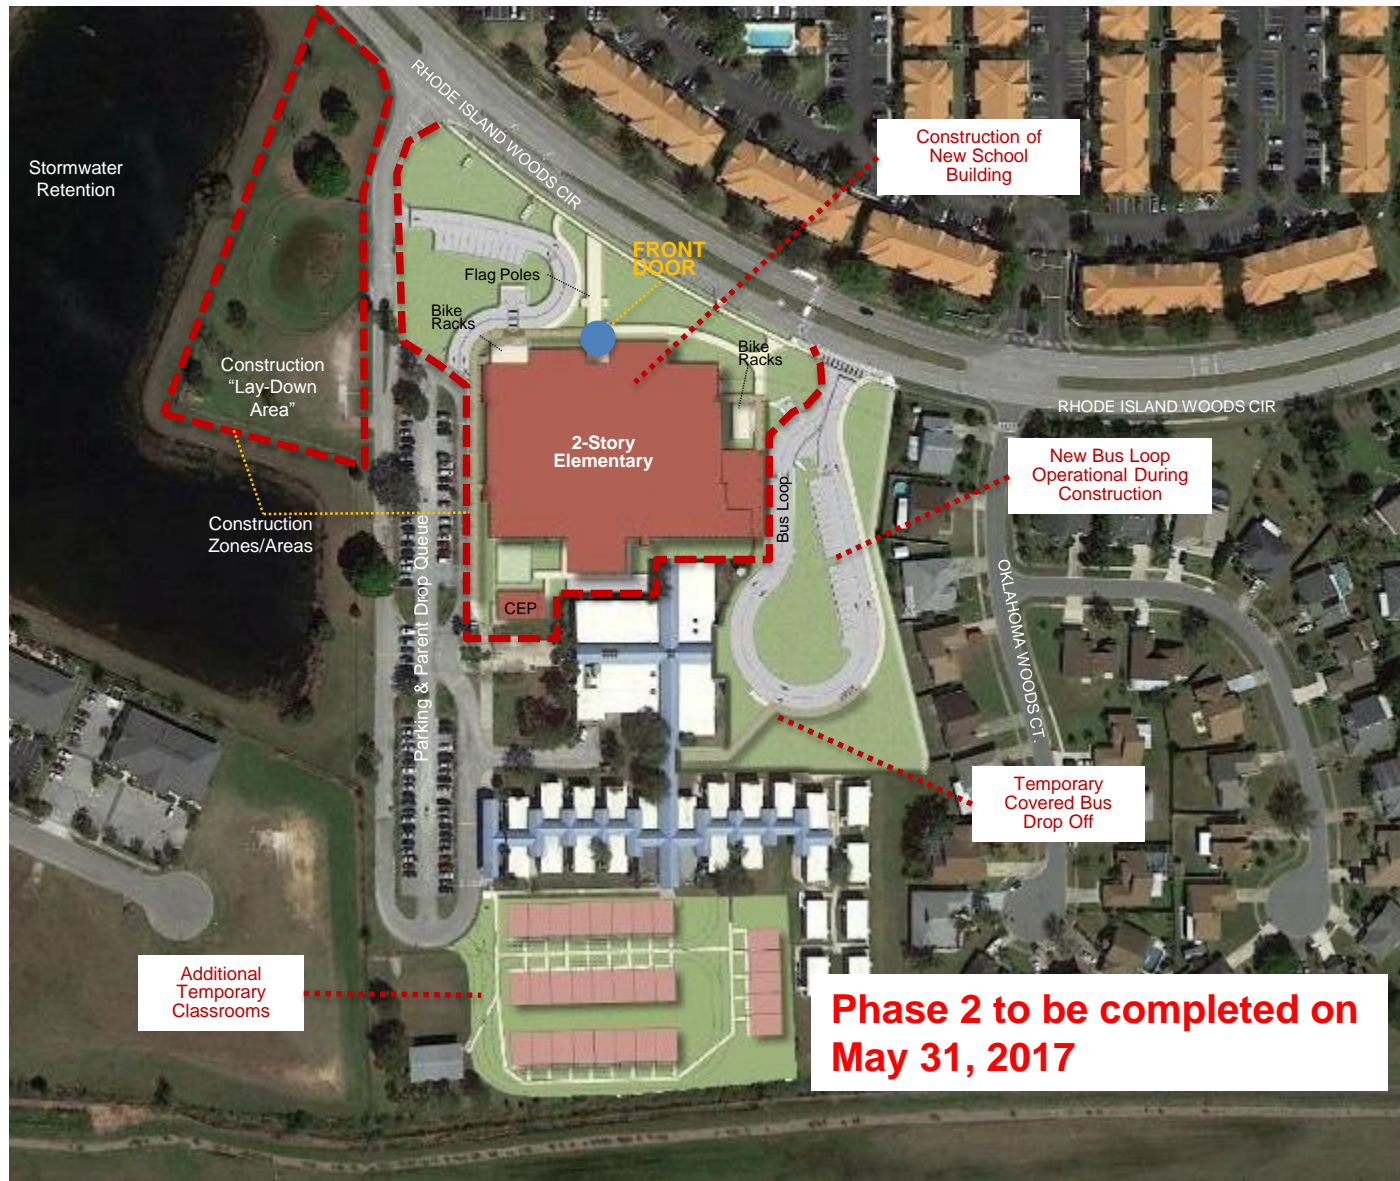 RHODE ISLAND WOODS CIR
Construction of
New School
Building
Stormwater
Retention
FRONT
DOOR
Flag Poles
Bike
Racks
Bike
Racks
Construction
“Lay-Down
Area”
RHODE ISLAND WOODS CIR
2-Story
Elementary
New Bus Loop
Operational During
Construction
Bus Loop
Construction
Zones/Areas
Parking & Parent Drop Queue
CEP
OKLAHOMA WOODS CT.
Temporary
Covered Bus
Drop Off
Additional
Temporary
Classrooms
Phase 2 to be completed on
May 31, 2017